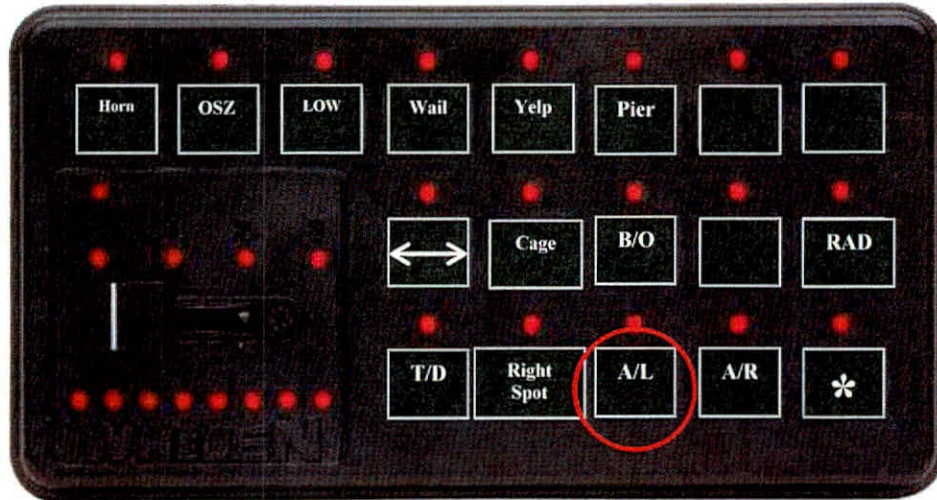 Horn
OSZ
LOW
Wail
Yelp
Pier
Cage
B/O
RAD
T/D
Right
Spot
A/L
A/R
*